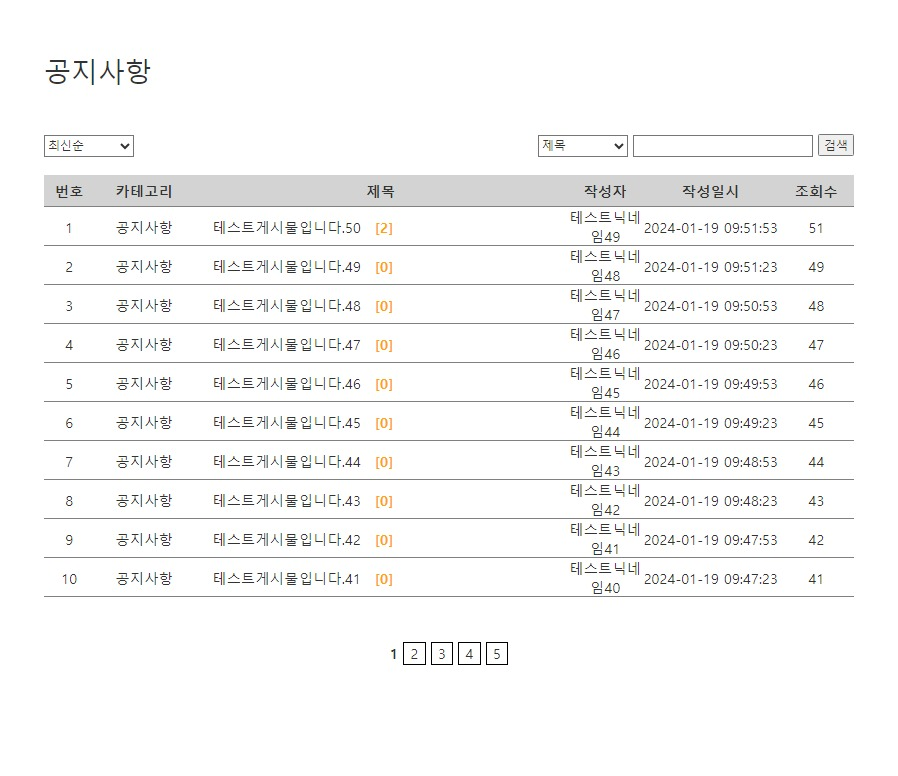 공지사항
최신순 제목 검색
번호 카테고리 제목 작성자 작성일시 조회수
1 공지사항 테스트게시물입니다.50 [2] 테스트닉네임49 2024-01-19 09:51:53 51
2 공지사항 테스트게시물입니다.49 [0] 테스트닉네임48 2024-01-19 09:51:23 49
3 공지사항 테스트게시물입니다.48 [0] 테스트닉네임47 2024-01-19 09:50:53 48
4 공지사항 테스트게시물입니다.47 [0] 테스트닉네임46 2024-01-19 09:50:23 47
5 공지사항 테스트게시물입니다.46 [0] 테스트닉네임45 2024-01-19 09:49:53 46
6 공지사항 테스트게시물입니다.45 [0] 테스트닉네임44 2024-01-19 09:49:23 45
7 공지사항 테스트게시물입니다.44 [0] 테스트닉네임43 2024-01-19 09:48:53 44
8 공지사항 테스트게시물입니다.43 [0] 테스트닉네임42 2024-01-19 09:48:23 43
9 공지사항 테스트게시물입니다.42 [0] 테스트닉네임41 2024-01-19 09:47:53 42
10 공지사항 테스트게시물입니다.41 [0] 테스트닉네임40 2024-01-19 09:47:23 41
1 2 3 4 5